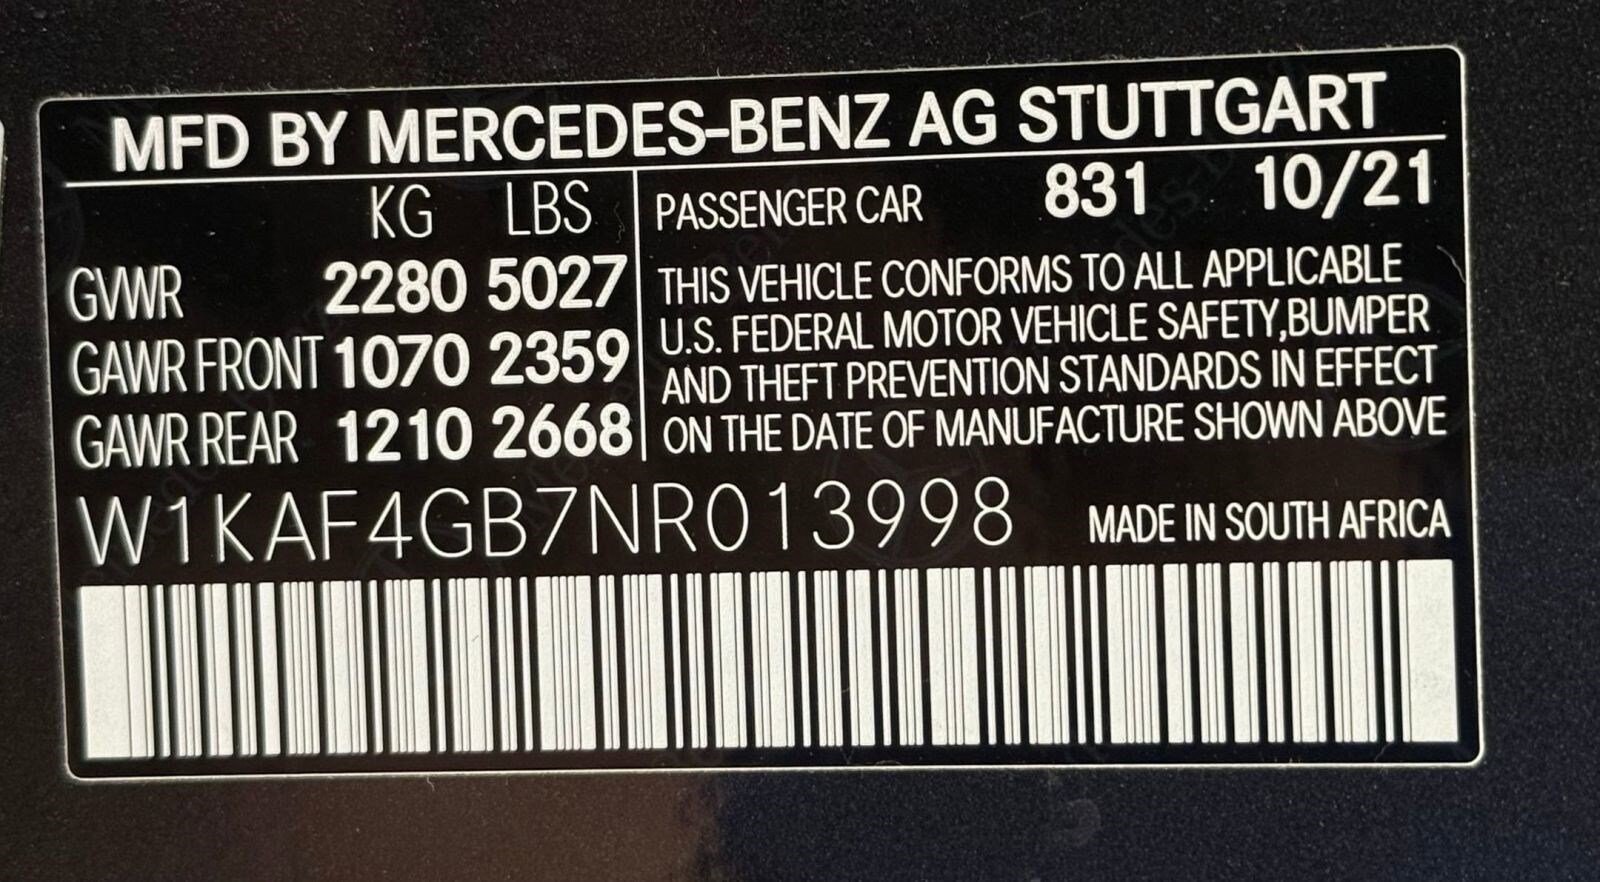 MFD BY MERCEDES-BENZ AG STUTTGART
KG LBS
GVWR 2280 5027
GAWR FRONT 1070 2359
GAWR REAR 1210 2668
PASSENGER CAR 831 10/21
THIS VEHICLE CONFORMS TO ALL APPLICABLE
U.S. FEDERAL MOTOR VEHICLE SAFETY,BUMPER
AND THEFT PREVENTION STANDARDS IN EFFECT
ON THE DATE OF MANUFACTURE SHOWN ABOVE
W1KAF4GB7NR013998 MADE IN SOUTH AFRICA